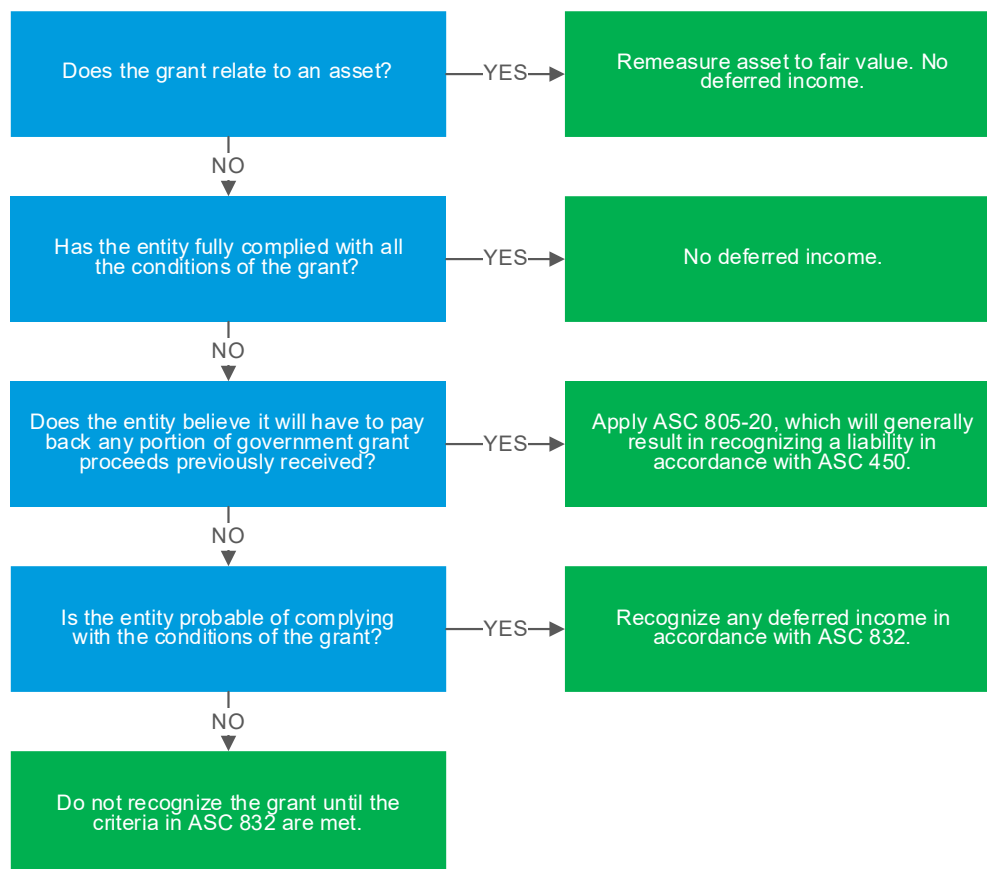 Does the grant relate to an asset?
YES
Remeasure asset to fair value. No
deferred income.
NO
Has the entity fully complied with all
the conditions of the grant?
YES
No deferred income.
NO
Does the entity believe it will have to pay
back any portion of government grant
proceeds previously received?
YES
Apply ASC 805-20, which will generally
result in recognizing a liability in
accordance with ASC 450.
NO
Is the entity probable of complying
with the conditions of the grant?
YES
Recognize any deferred income in
accordance with ASC 832.
NO
Do not recognize the grant until the
criteria in ASC 832 are met.